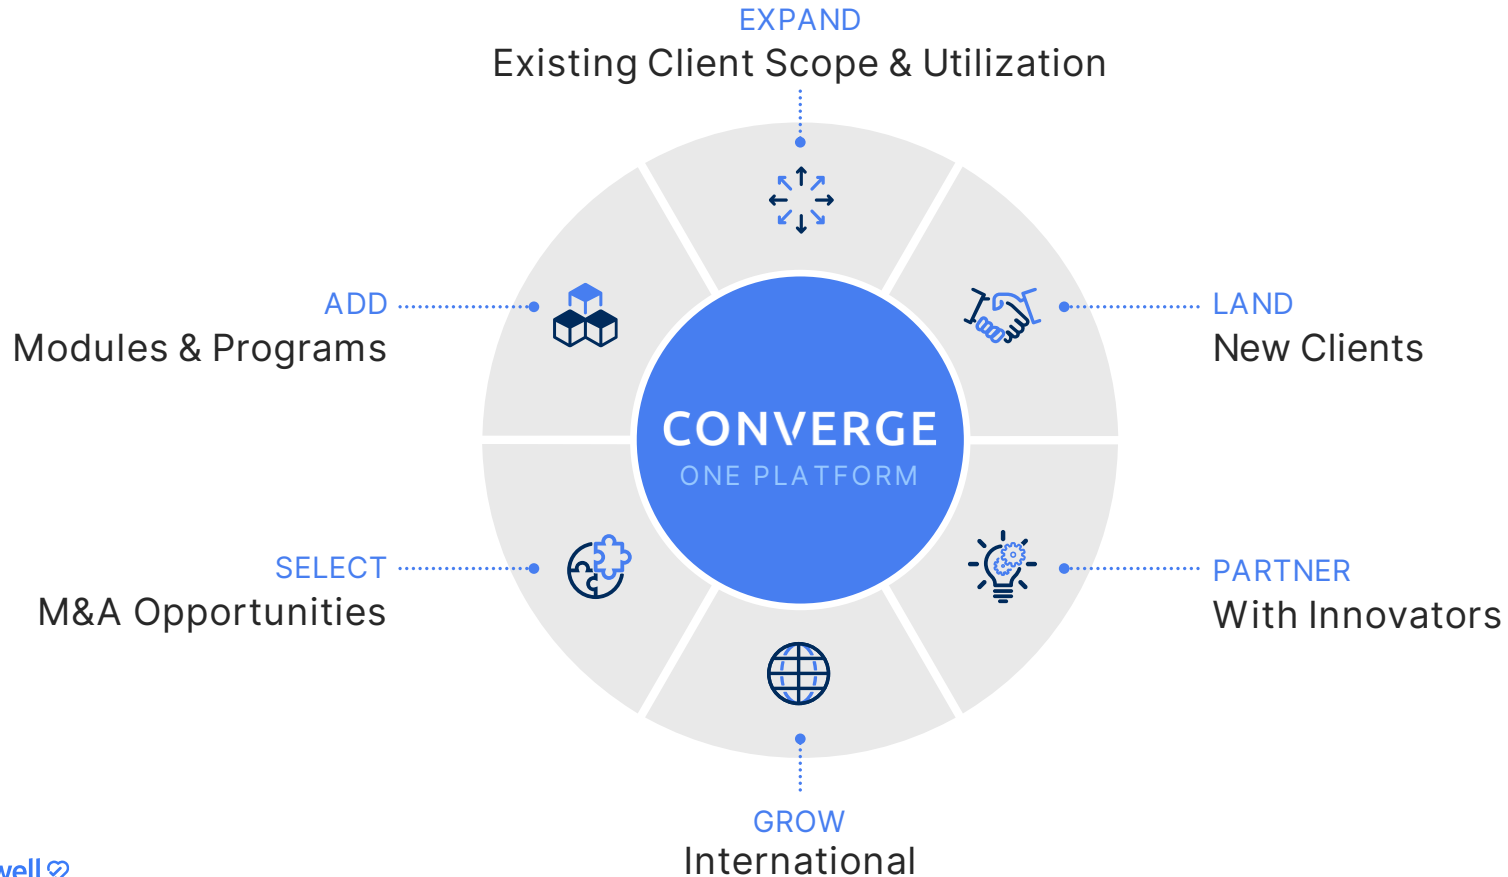 EXPAND
Existing Client Scope & Utilization
ADD
Modules & Programs
LAND
New Clients
CONVERGE
ONE PLATFORM
SELECT
M&A Opportunities
PARTNER
With Innovators
GROW
International